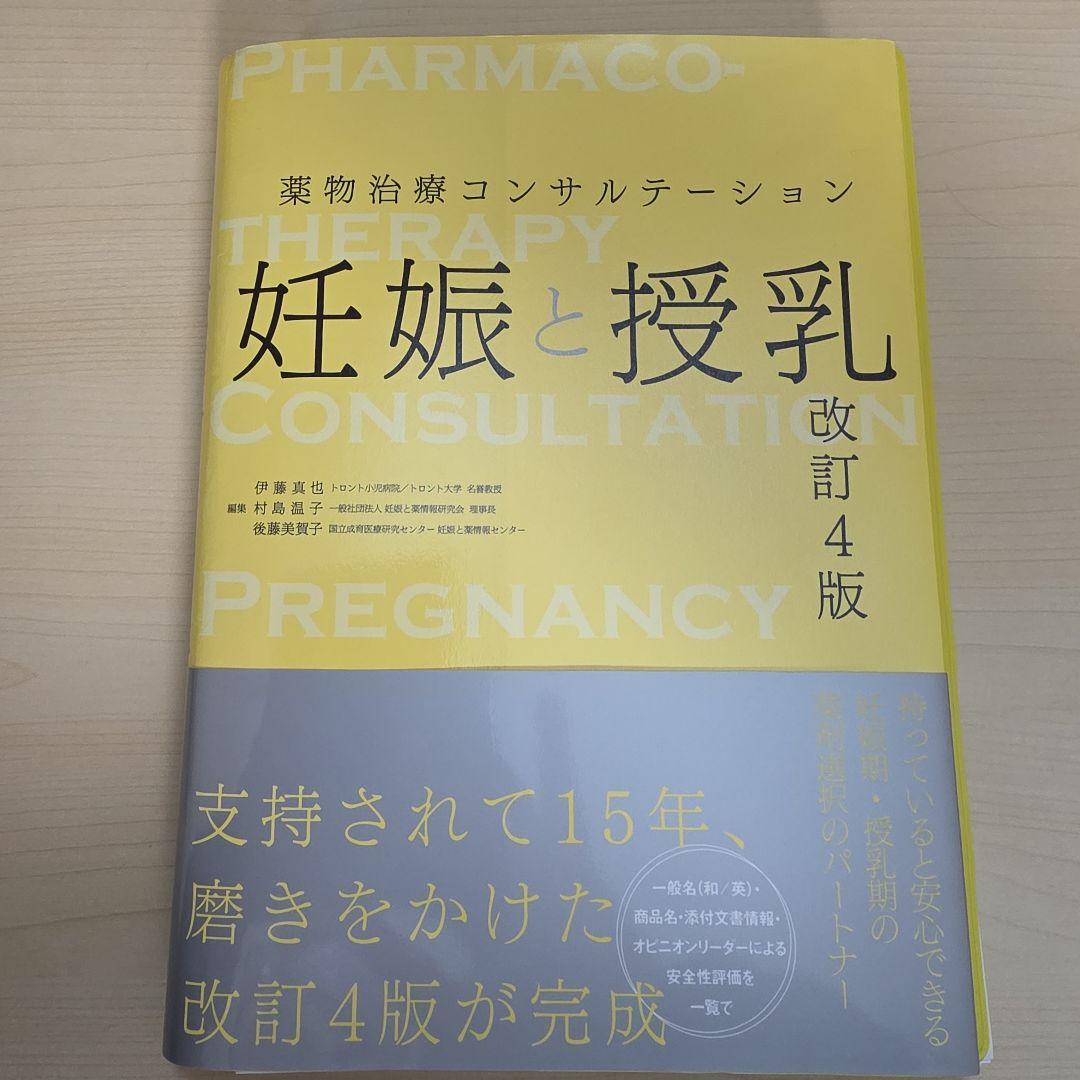 PHARMACO-
薬物治療コンサルテーション
THERAPY
妊娠と授乳
CONSULTATION
改訂4版
編集
伊藤真也 トロント小児病院／トロント大学 名誉教授
村島温子 一般社団法人 妊娠と薬情報研究会 理事長
後藤美賀子 国立成育医療研究センター 妊娠と薬情報センター
PREGNANCY
持っていると安心できる
妊娠期・授乳期の
薬剤選択のパートナー
支持されて15年、
磨きをかけた
改訂4版が完成
一般名(和/英)・
商品名・添付文書情報・
オピニオンリーダーによる
安全性評価を
一覧で